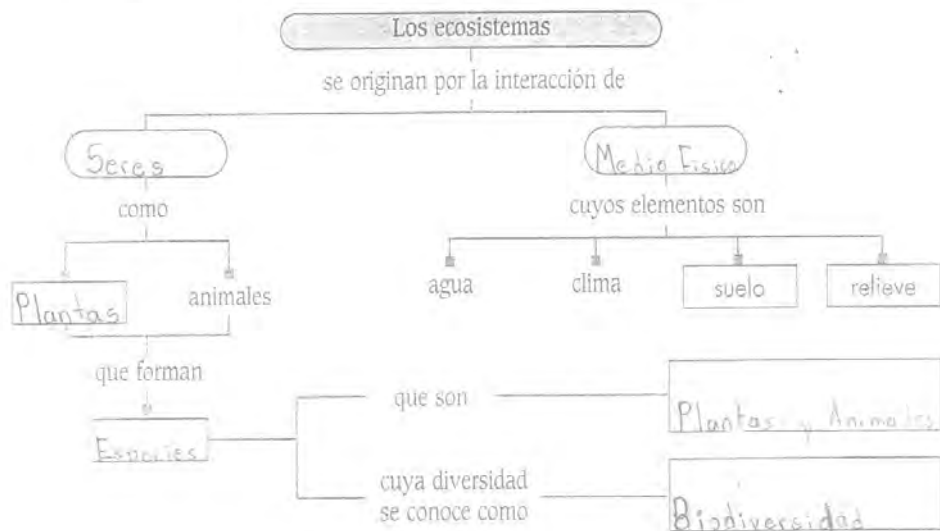 Los ecosistemas
se originan por la interacción de
Seres
Medio Fisico
como
cuyos elementos son
Plantas
animales
agua
clima
suelo
relieve
que forman
Especies
que son
Plantas y Animales
cuya diversidad
se conoce como
Biodiversidad